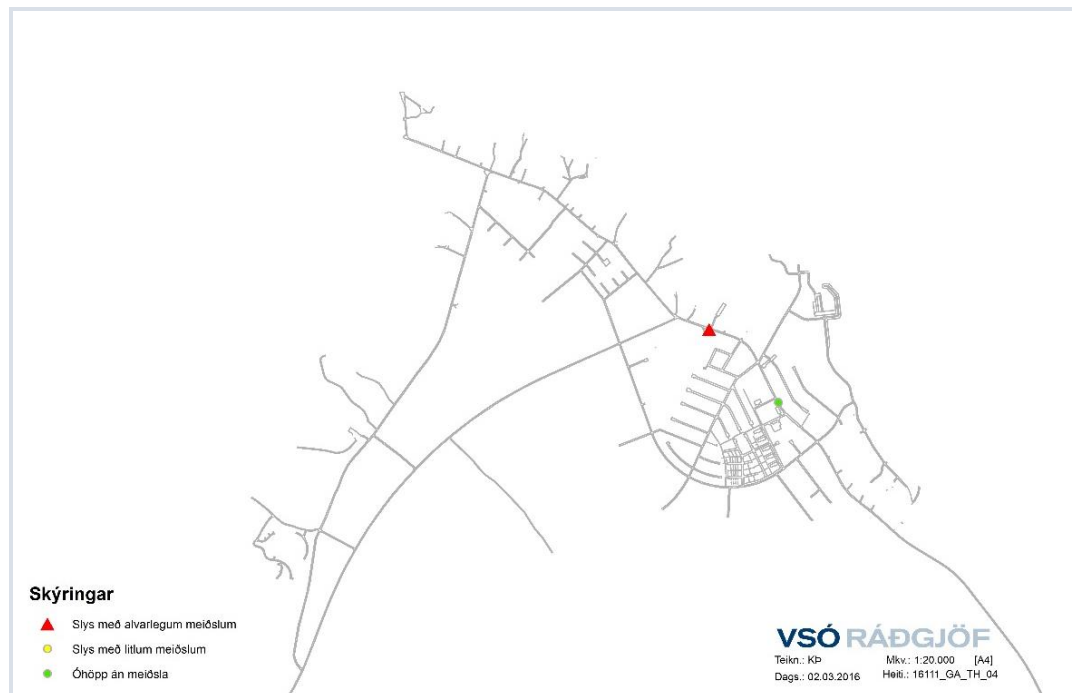 Skýringar
Slys með alvarlegum meiðslum
Slys með litlum meiðslum
Óhöpp án meiðsla
VSÓ RÁÐGJÖF
Teikn.: KÞ Mkv.: 1:20.000 [A4]
Dags.: 02.03.2016 Heiti.: 16111_GA_TH_04